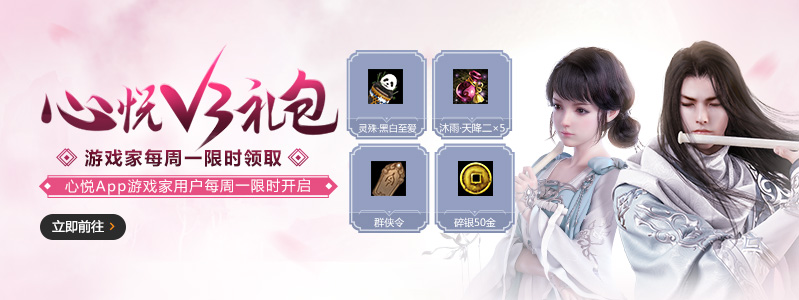 心悦V3礼包
游戏家每周一限时领取
心悦App游戏家用户每周一限时开启
立即前往
灵殊·黑白至爱
沐雨·天降二×5
群侠令
碎银50金